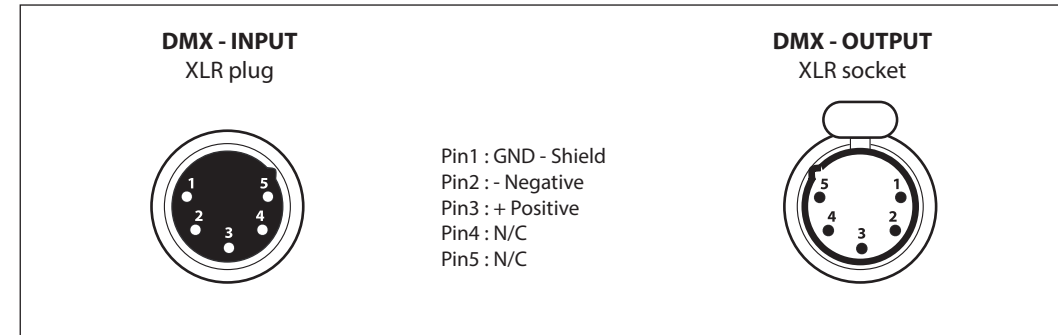 DMX - INPUT
XLR plug
1
5
2
4
3
Pin1 : GND - Shield
Pin2 : - Negative
Pin3 : + Positive
Pin4 : N/C
Pin5 : N/C
DMX - OUTPUT
XLR socket
5
1
4
2
3